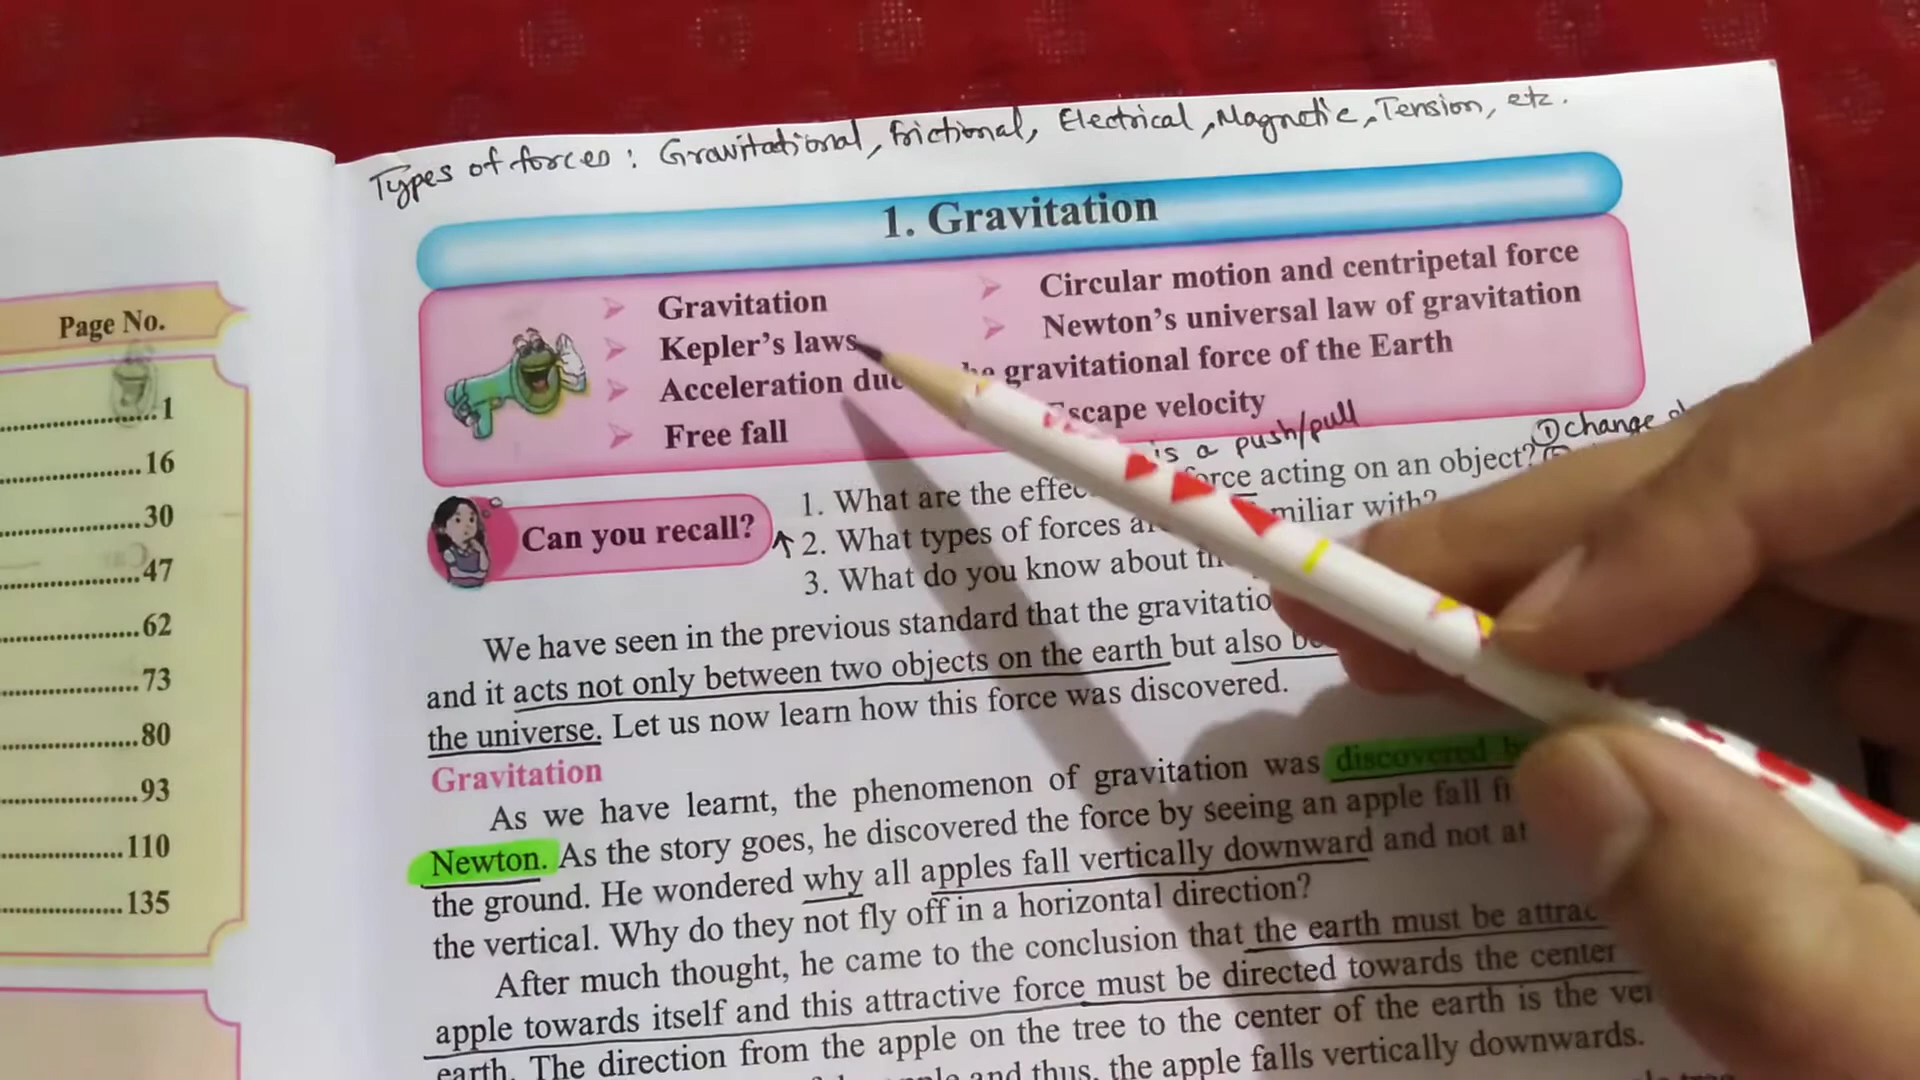 Types of forces: Gravitational, Frictional, Electrical, Magnetic, Tension, etc.
1. Gravitation
Gravitation
Circular motion and centripetal force
Kepler's laws
Newton's universal law of gravitation
Acceleration due gravitational force of the Earth
Free fall
Escape velocity
is a push/pull
① change
Can you recall?
1. What are the effec force acting on an object?
2. What types of forces miliar with?
3. What do you know about
We have seen in the previous standard that the gravitatio
and it acts not only between two objects on the earth but also
the universe. Let us now learn how this force was discovered.
Gravitation
As we have learnt, the phenomenon of gravitation was discovered
Newton. As the story goes, he discovered the force by seeing an apple fall
the ground. He wondered why all apples fall vertically downward and not at
the vertical. Why do they not fly off in a horizontal direction?
After much thought, he came to the conclusion that the earth must be attrac
apple towards itself and this attractive force must be directed towards the center
earth. The direction from the apple on the tree to the center of the earth is the
and thus, the apple falls vertically downwards.
Page No.
1
16
30
47
62
73
80
93
110
135